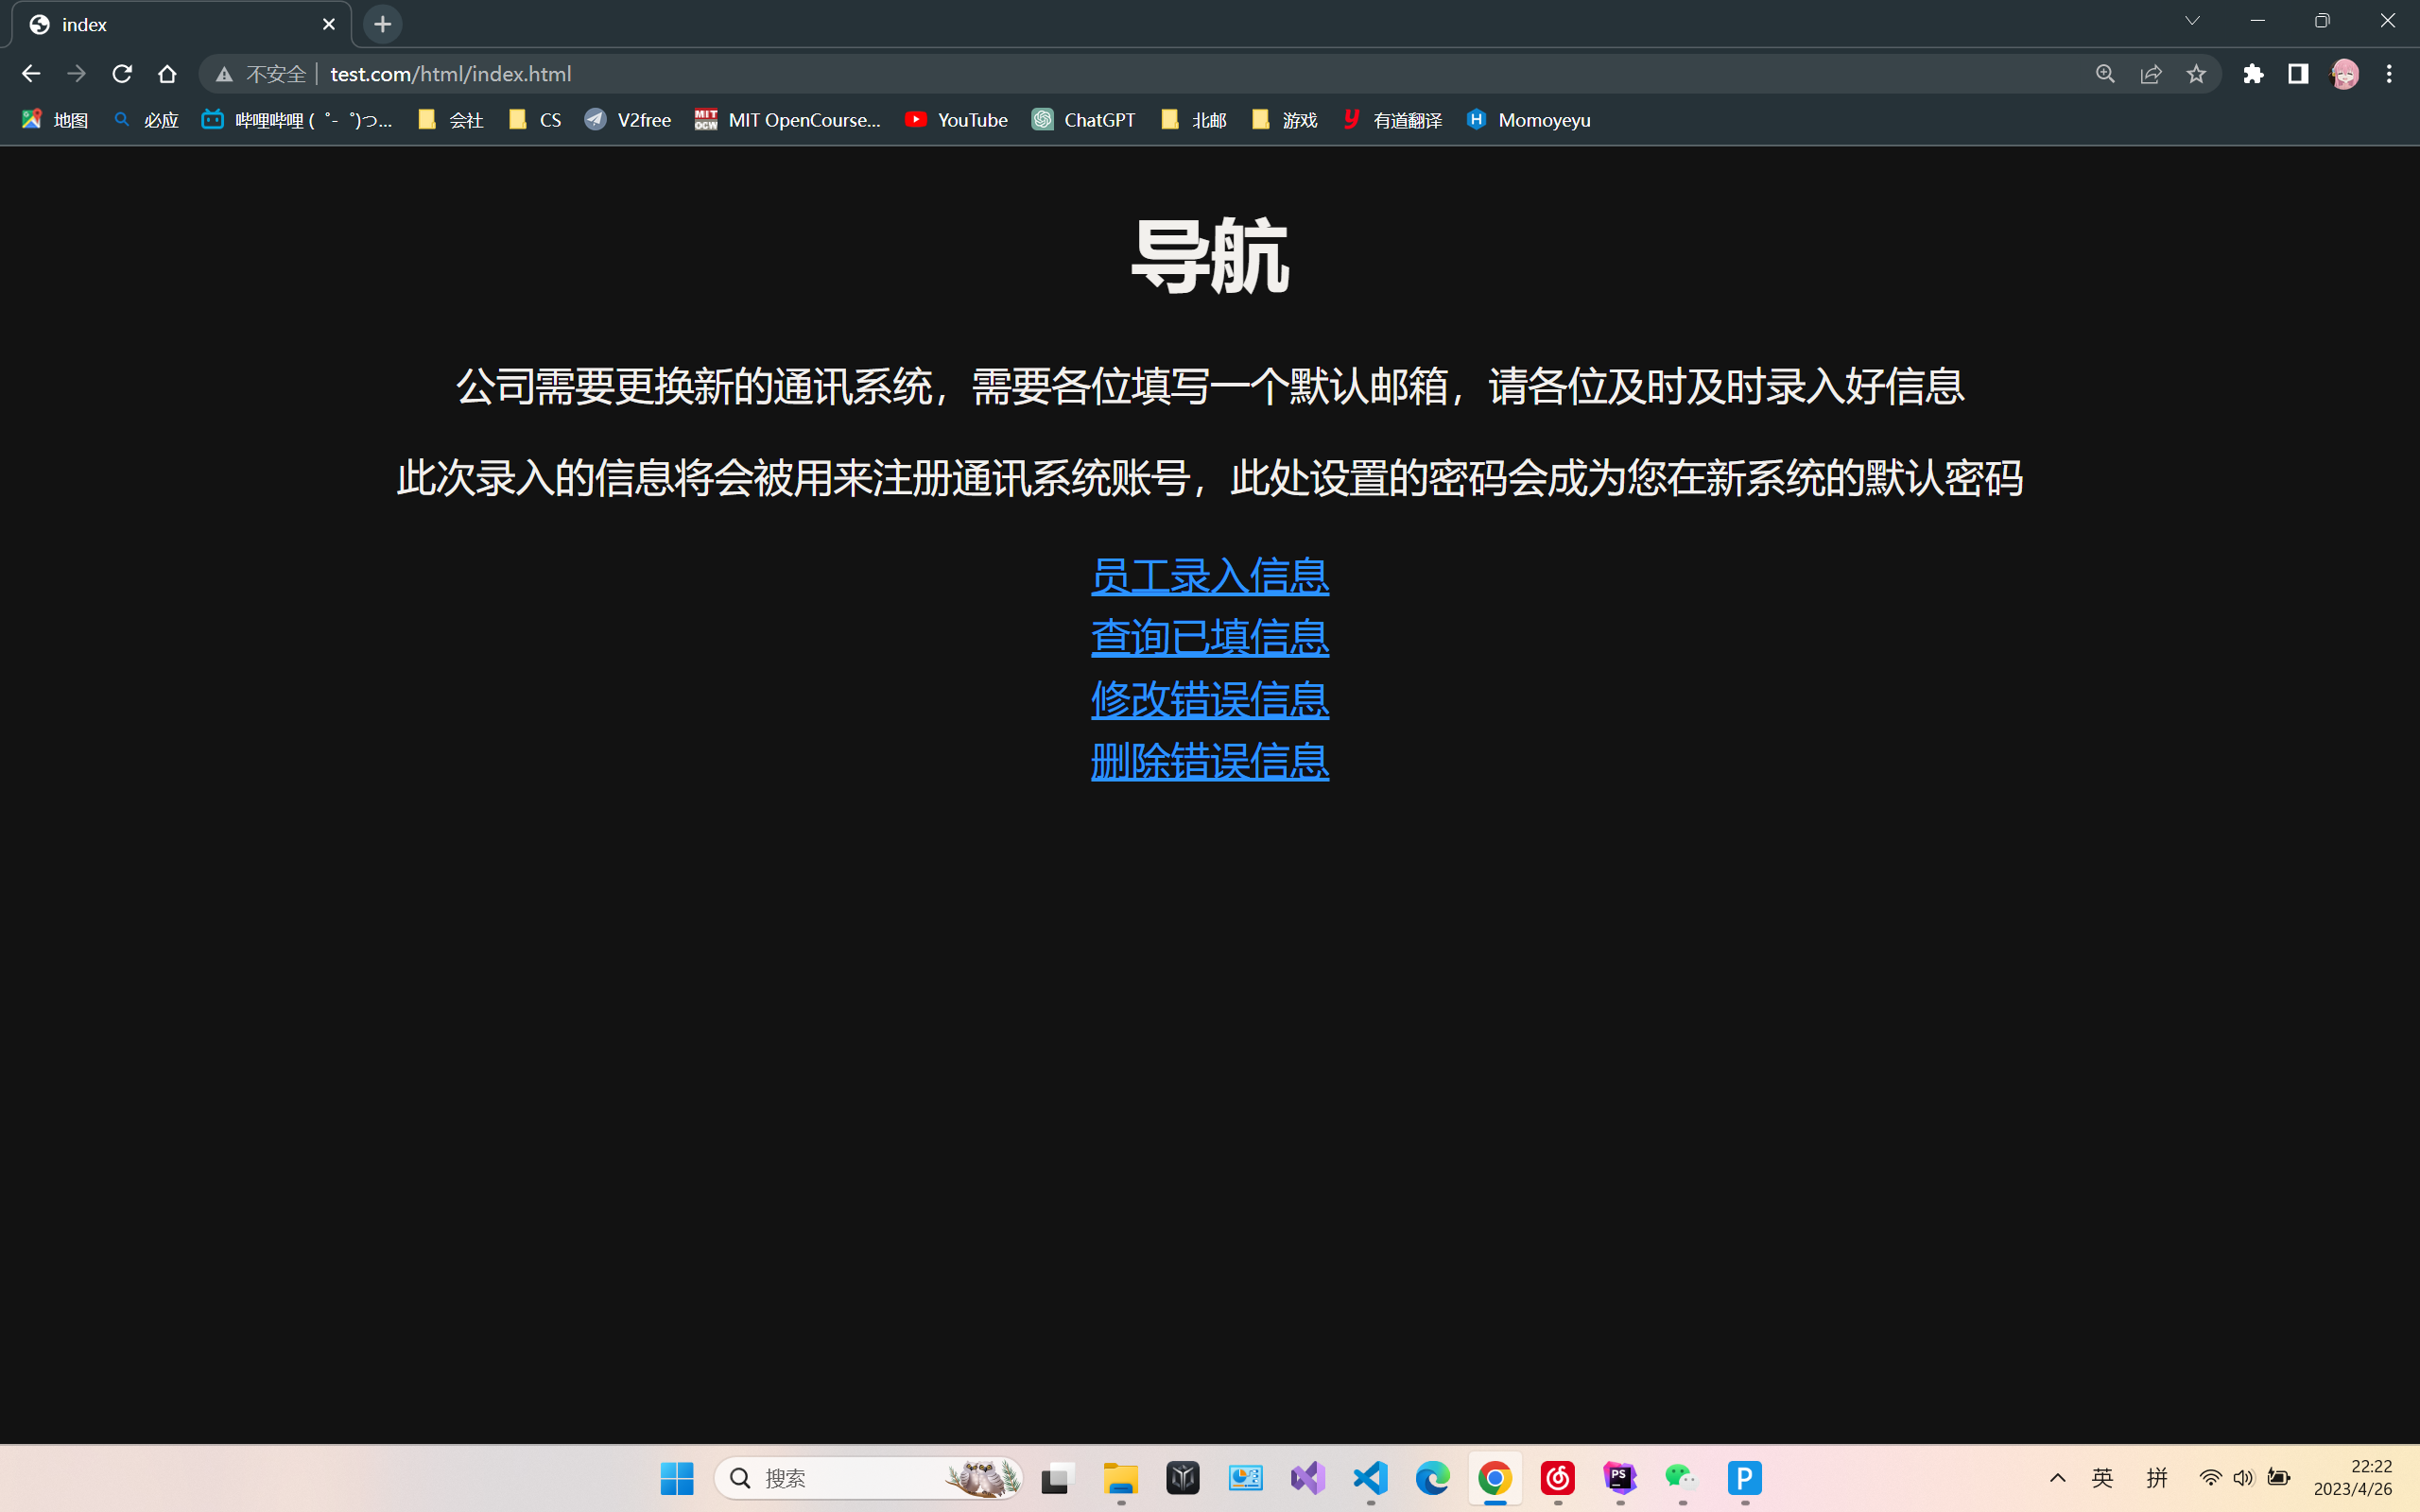 index
不安全 test.com/html/index.html
地图 必应 哔哩哔哩 (゜-゜)つ... 会社 CS V2free MIT OpenCourse... YouTube ChatGPT 北邮 游戏 有道翻译 Momoyeyu
导航
公司需要更换新的通讯系统，需要各位填写一个默认邮箱，请各位及时及时录入好信息
此次录入的信息将会被用来注册通讯系统账号，此处设置的密码会成为您在新系统的默认密码
员工录入信息
查询已填信息
修改错误信息
删除错误信息
搜索
英 拼
22:22
2023/4/26